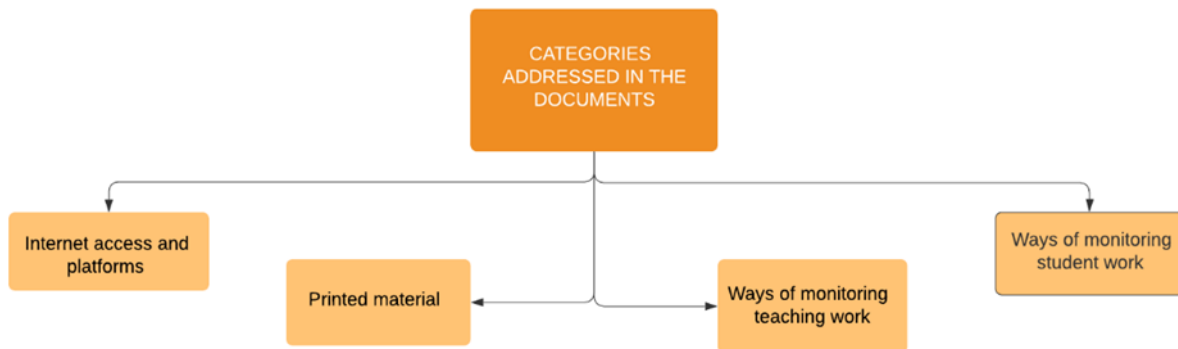 CATEGORIES
ADDRESSED IN THE
DOCUMENTS
Internet access and
platforms
Printed material
Ways of monitoring
teaching work
Ways of monitoring
student work